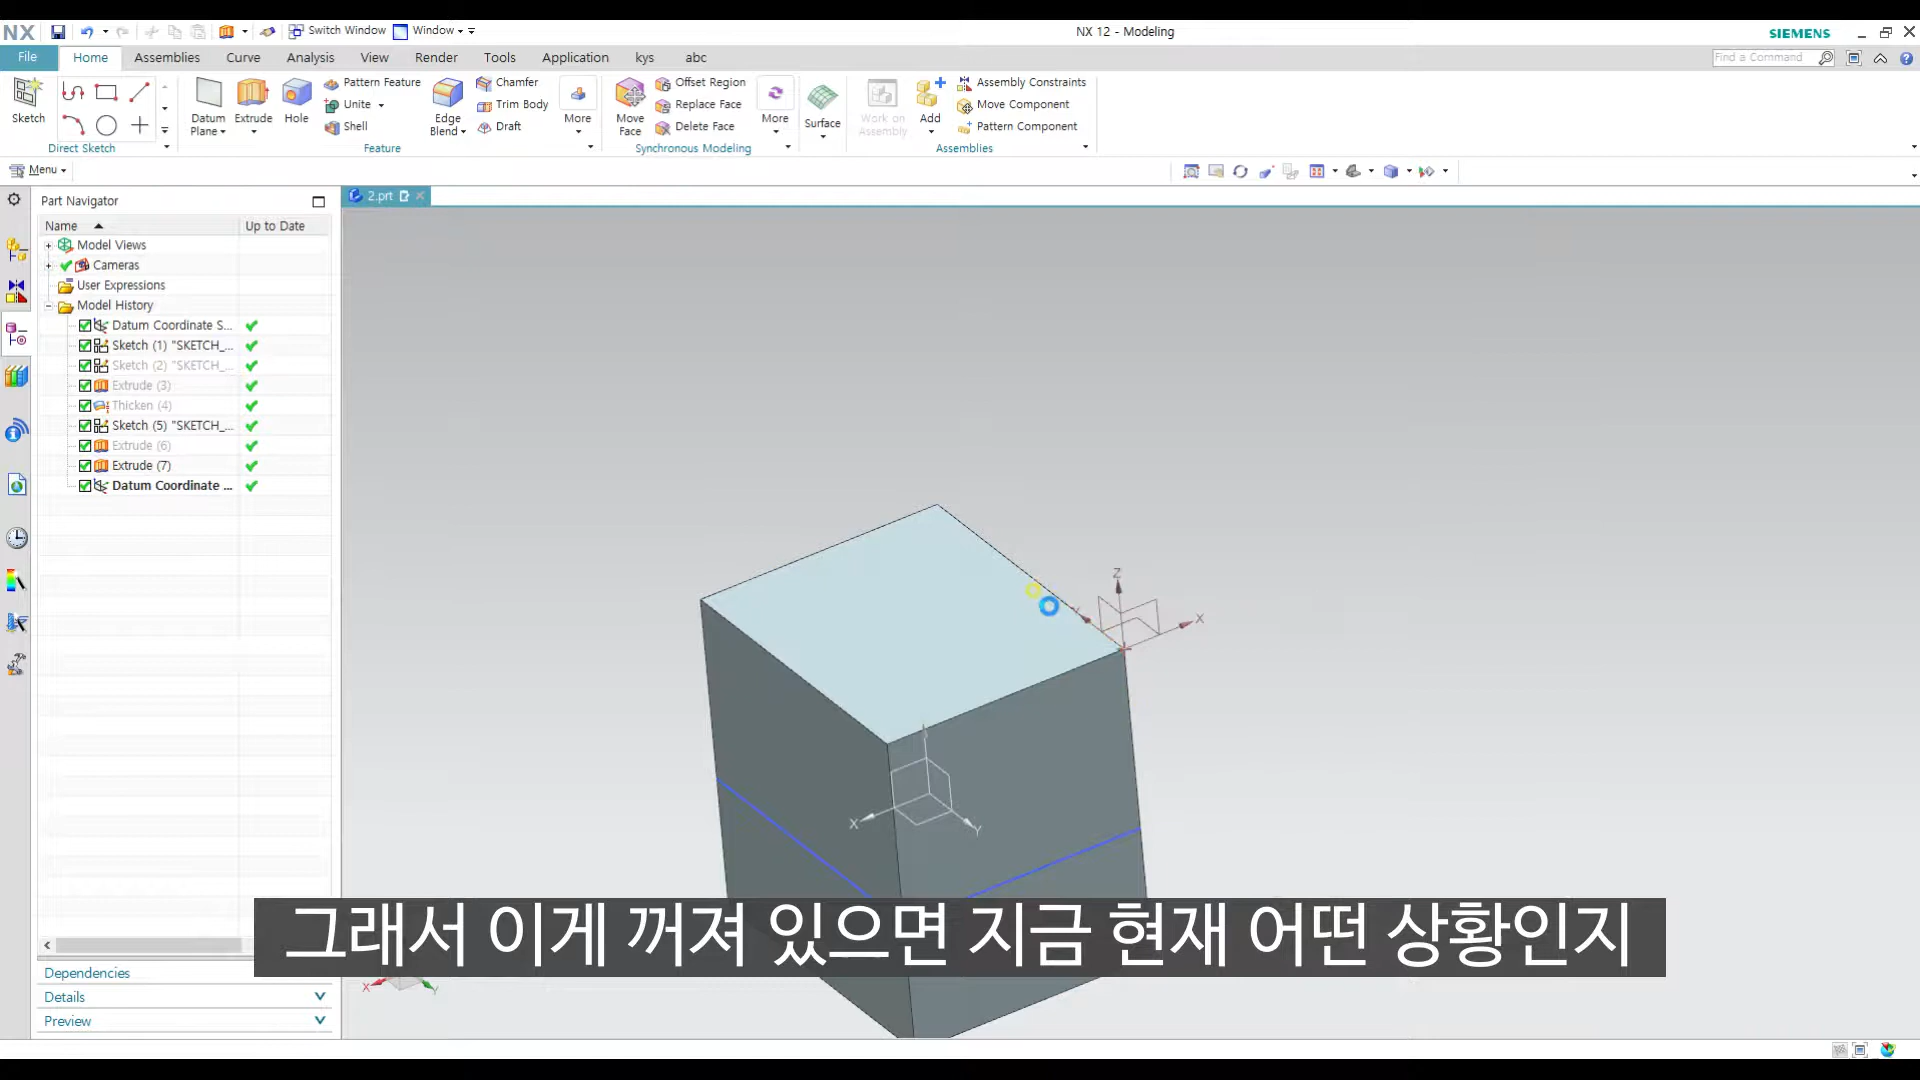 NX
Switch Window
Window
NX 12 - Modeling
SIEMENS
File
Home
Assemblies
Curve
Analysis
View
Render
Tools
Application
kys
abc
Find a Command
Sketch
Direct Sketch
Datum
Plane
Extrude
Hole
Pattern Feature
Unite
Shell
Edge
Blend
Chamfer
Trim Body
Draft
More
Feature
Move
Face
Offset Region
Replace Face
Delete Face
More
Synchronous Modeling
Surface
Work on
Assembly
Add
Assembly Constraints
Move Component
Pattern Component
Assemblies
Menu
Part Navigator
2.prt
Name
Up to Date
Model Views
Cameras
User Expressions
Model History
Datum Coordinate S...
Sketch (1) "SKETCH_...
Sketch (2) "SKETCH_...
Extrude (3)
Thicken (4)
Sketch (5) "SKETCH_...
Extrude (6)
Extrude (7)
Datum Coordinate ...
Z
X
X
Y
그래서 이게 꺼져 있으면 지금 현재 어떤 상황인지
Dependencies
Details
Preview
X
Y